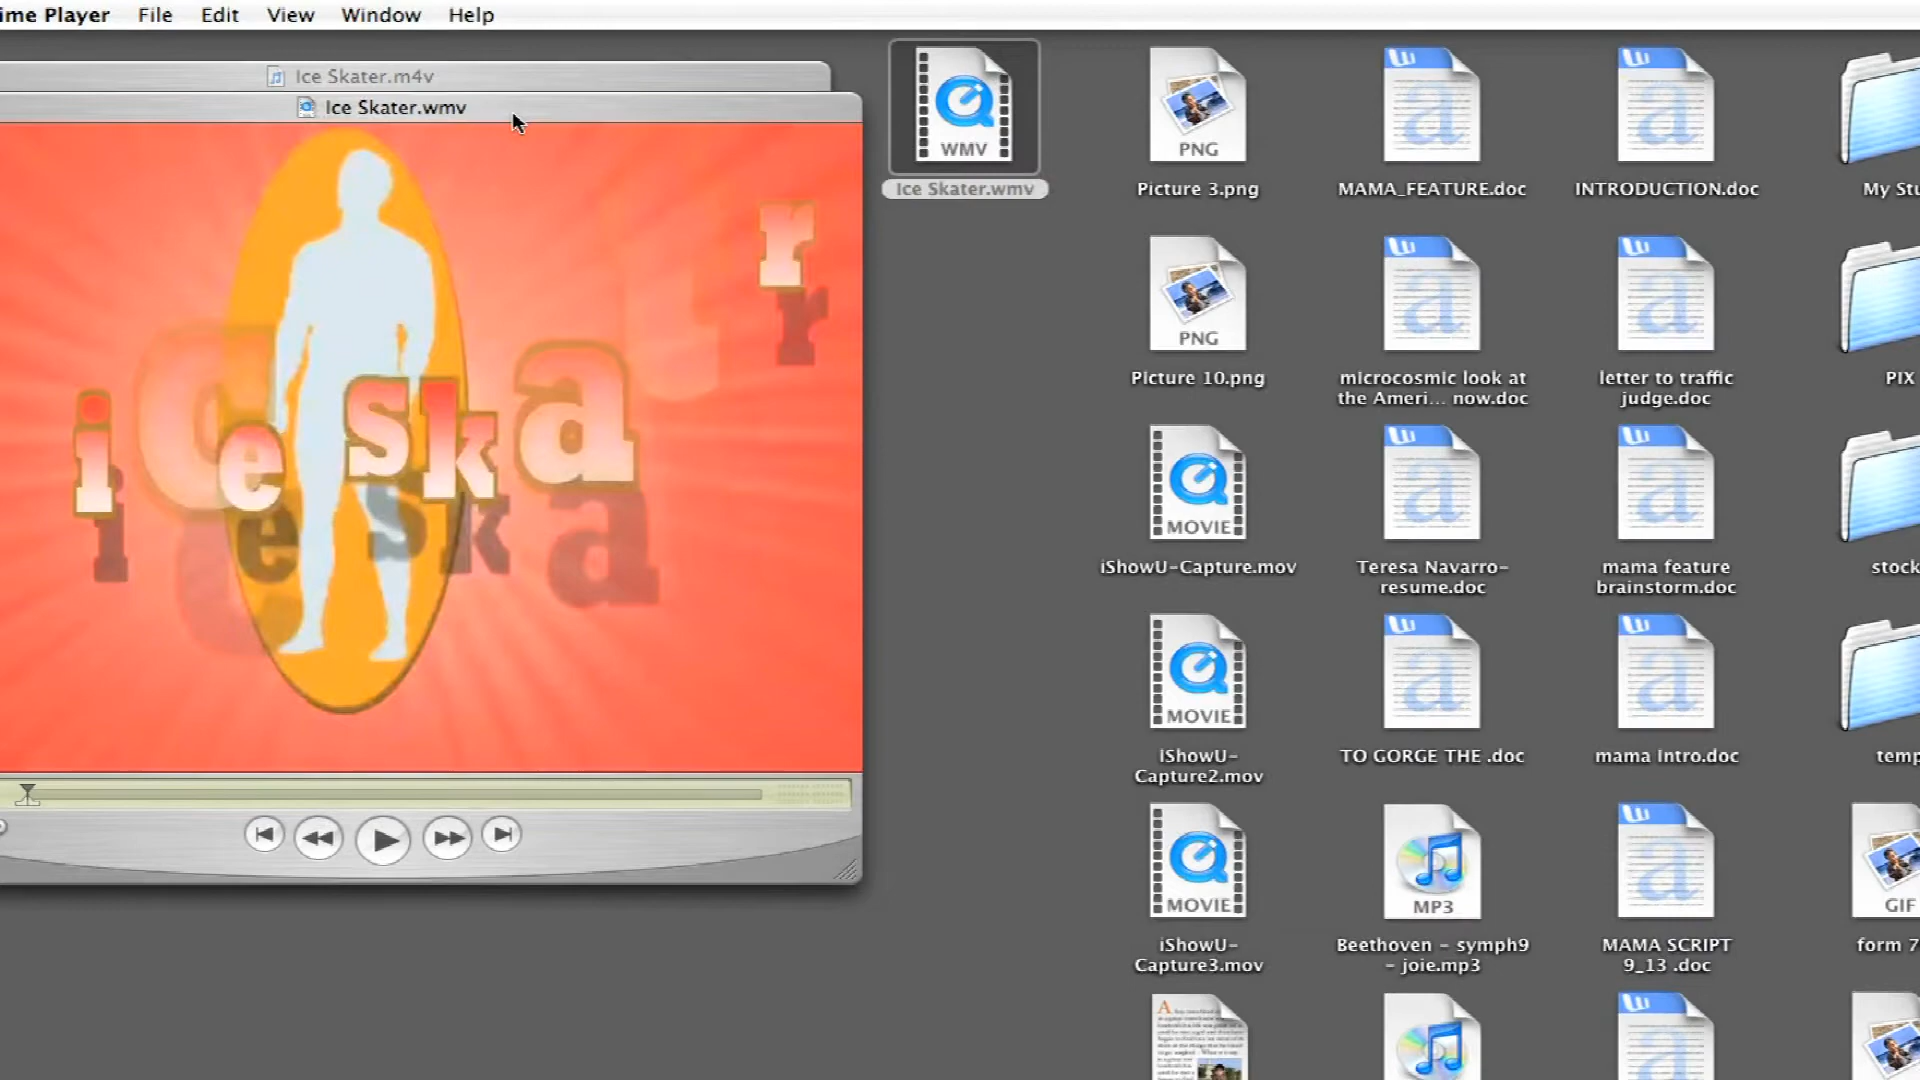 ime Player File Edit View Window Help
Ice Skater.m4v
Ice Skater.wmv
r
r
i c e s k a t
i c e s k a
WMV
Ice Skater.wmv
PNG
Picture 3.png
MAMA_FEATURE.doc
INTRODUCTION.doc
My Stu
PNG
Picture 10.png
microcosmic look at
the Ameri... now.doc
letter to traffic
judge.doc
PIX
MOVIE
iShowU-Capture.mov
Teresa Navarro-
resume.doc
mama feature
brainstorm.doc
stock
MOVIE
iShowU-
Capture2.mov
TO GORGE THE .doc
mama intro.doc
temp
MOVIE
iShowU-
Capture3.mov
MP3
Beethoven - symph9
- joie.mp3
MAMA SCRIPT
9_13 .doc
GIF
form 7